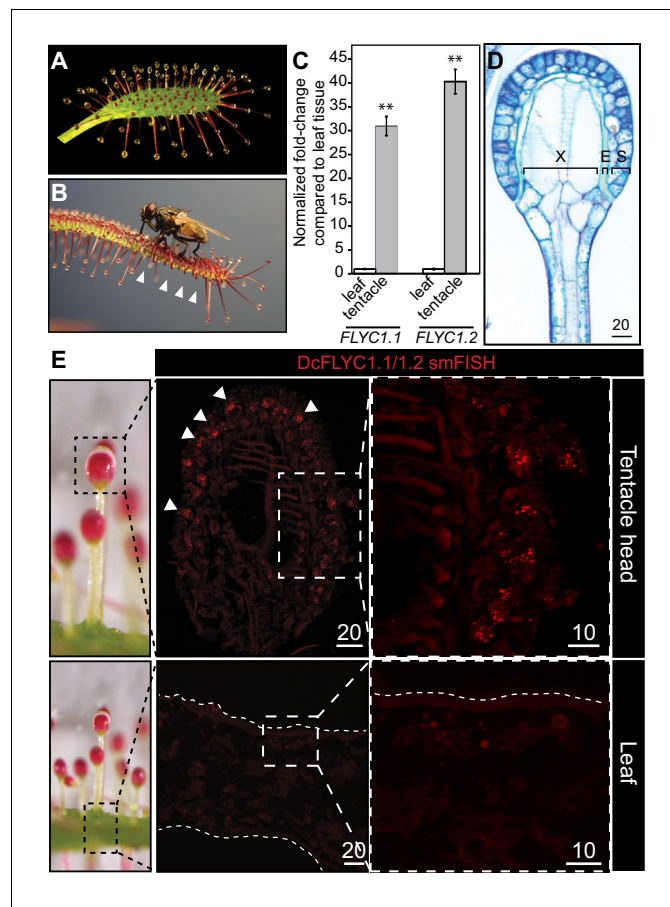 A
B
C
Normalized fold-change
compared to leaf tissue
45
40
35
30
25
20
15
10
5
0
**
**
leaf
tentacle
leaf
tentacle
FLYC1.1
FLYC1.2
D
X
E
S
20
E
DcFLYC1.1/1.2 smFISH
20
10
Tentacle head
20
10
Leaf